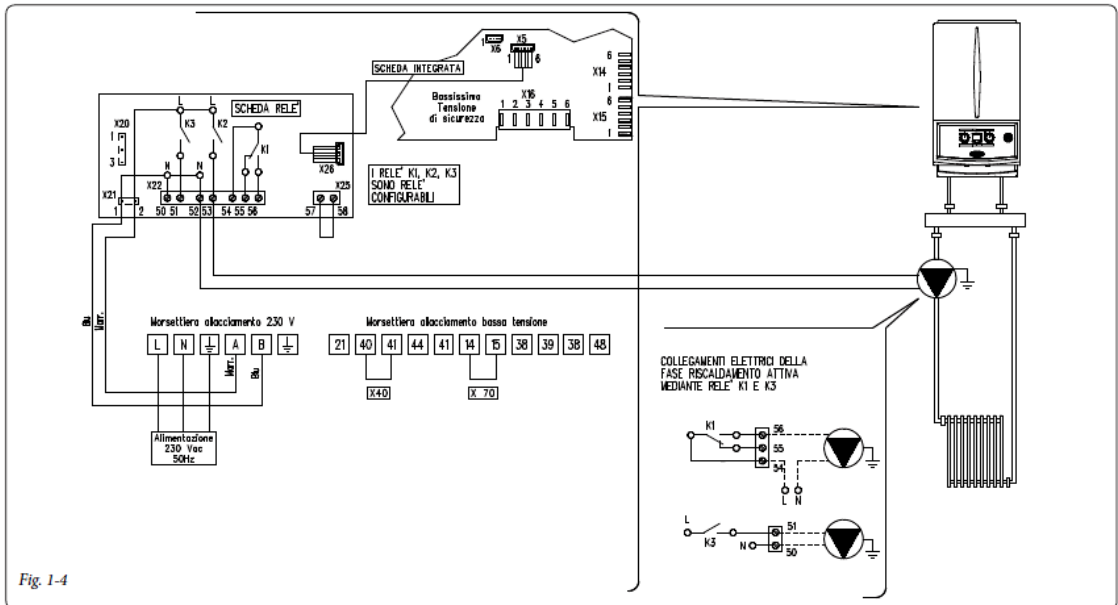 SCHEDA INTEGRATA
1 X6
X5
1 6
Bassissima
Tensione
di sicurezza
X16
1 2 3 4 5 6
6
X14
1
6
X15
1
SCHEDA RELE'
L L
K3 K2 K1
X20
1
3
N N
X26
X21
1 2
X22
50 51 52 53 54 55 56
X25
57 58
I RELE' K1, K2, K3
SONO RELE'
CONFIGURABILI
Blu
Marr.
Morsettiera allacciamento 230 V
L N A B
Marr.
Blu
Alimentazione
230 Vac
50Hz
Morsettiera allacciamento bassa tensione
21 40 41 44 41 14 15 38 39 38 48
X40
X 70
COLLEGAMENTI ELETTRICI DELLA
FASE RISCALDAMENTO ATTIVA
MEDIANTE RELE' K1 E K3
K1
56
55
54
L N
L
K3
51
N
50
Fig. 1-4